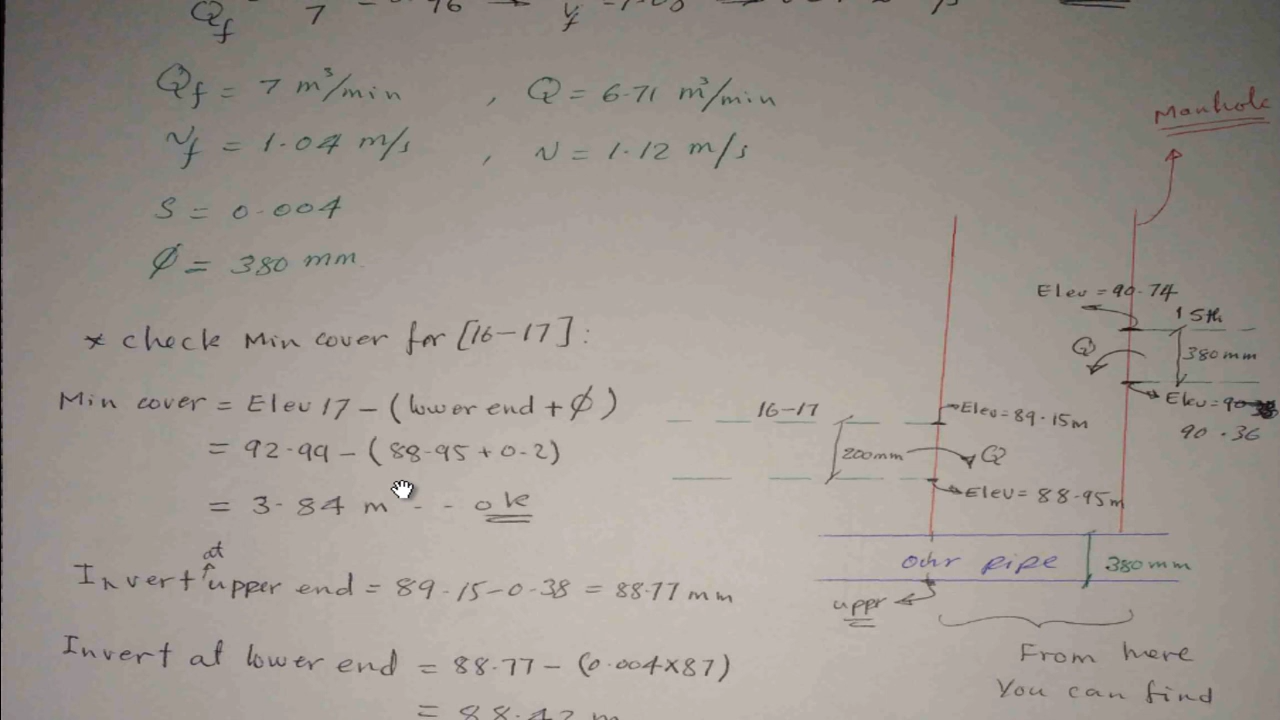 Qf = 7 m³/min , Q = 6.71 m³/min
Vf = 1.04 m/s , V = 1.12 m/s
S = 0.004
Ø = 380 mm
* check Min cover for [16-17]:
Min cover = Elev 17 - (lower end + Ø)
= 92.99 - (88.95 + 0.2)
= 3.84 m - - ok
Invert at upper end = 89.15 - 0.38 = 88.77 mm
Invert at lower end = 88.77 - (0.004 x 87)
Manhole
Elev = 90.74
15th
Q
380mm
Elev = 90.36
16-17
Elev = 89.15m
200mm
Q
Elev = 88.95m
Our pipe
380 mm
uppr
From here
You can find